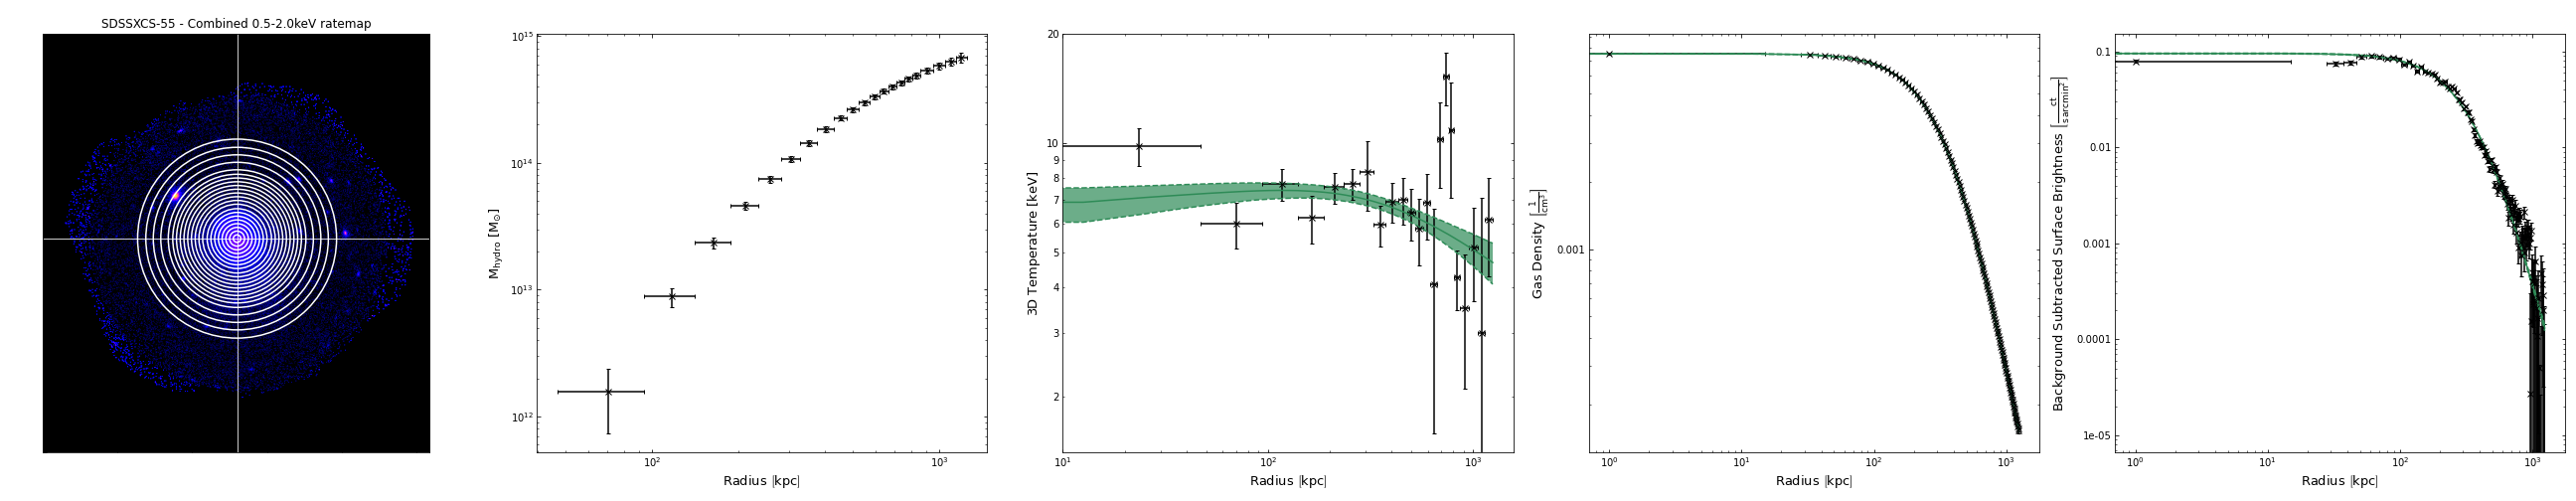 SDSSXCS-55 - Combined 0.5-2.0keV ratemap
M_hydro [M_⊙]
10^15
10^14
10^13
10^12
10^2 10^3
Radius [kpc]
3D Temperature [keV]
20
10
9
8
7
6
5
4
3
2
10^1 10^2 10^3
Radius [kpc]
Gas Density [1/cm^3]
0.001
10^0 10^1 10^2 10^3
Radius [kpc]
Background Subtracted Surface Brightness [ct/s arcmin^2]
0.1
0.01
0.001
0.0001
1e-05
10^0 10^1 10^2 10^3
Radius [kpc]